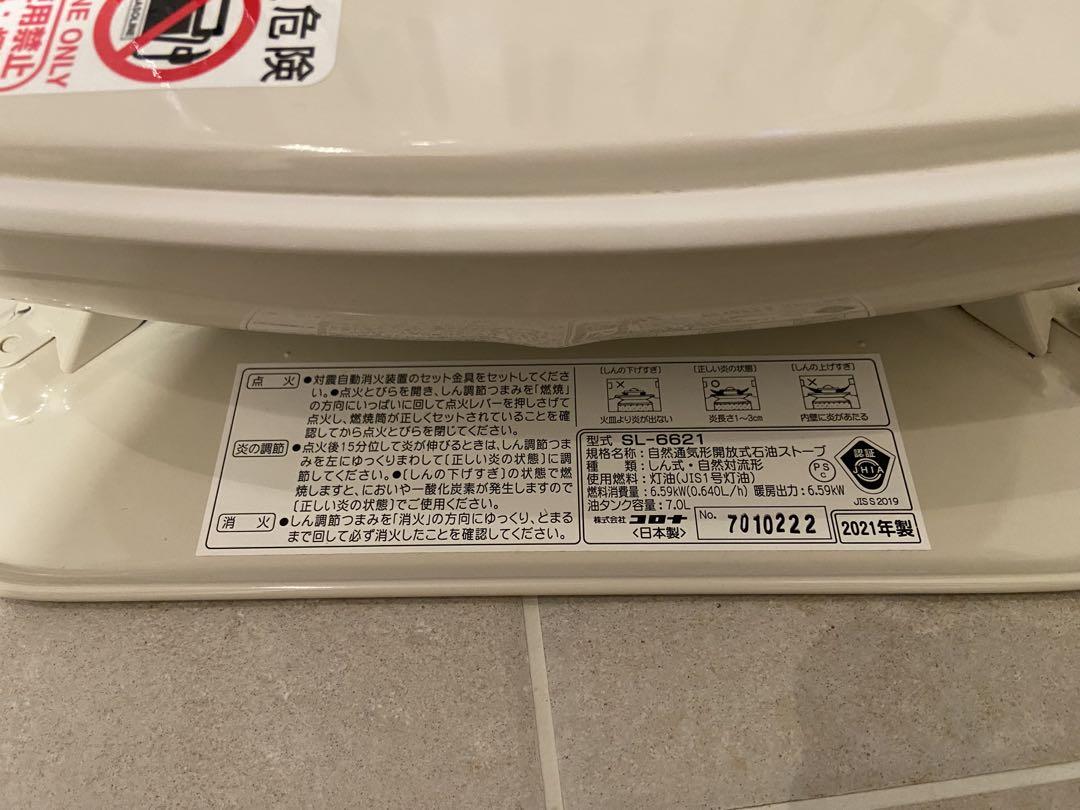 危険
GASOLINE
NE ONLY
用禁止
点 火
●対震自動消火装置のセット金具をセットしてくださ
い。●点火とびらを開き、しん調節つまみを「燃焼」
の方向にいっぱいに回して点火レバーを押しさげて
点火し、燃焼筒が正しくセットされていることを確
認してから点火とびらを閉じてください。
炎の調節
●点火後15分位して炎が伸びるときは、しん調節つま
みを左にゆっくりまわして[正しい炎の状態]に調
節してください。●[しんの下げすぎ]の状態で燃
焼しますと、においや一酸化炭素が発生しますので
[正しい炎の状態]でご使用ください。
消 火
●しん調節つまみを「消火」の方向にゆっくり、とまる
まで回して必ず消火したことを確認してください。
[しんの下げすぎ]
火皿より炎が出ない
[正しい炎の状態]
炎長さ1~3cm
[しんの上げすぎ]
内壁に炎があたる
型式 SL-6621
規格名称:自然通気形開放式石油ストーブ
種 類:しん式・自然対流形
使用燃料:灯油(JIS1号灯油)
燃料消費量:6.59kW(0.640L/h) 暖房出力:6.59kW
油タンク容量:7.0L
PS
C
認証
JHIA
JIS S 2019
株式会社 コロナ
<日本製>
No. 7010222
2021年製